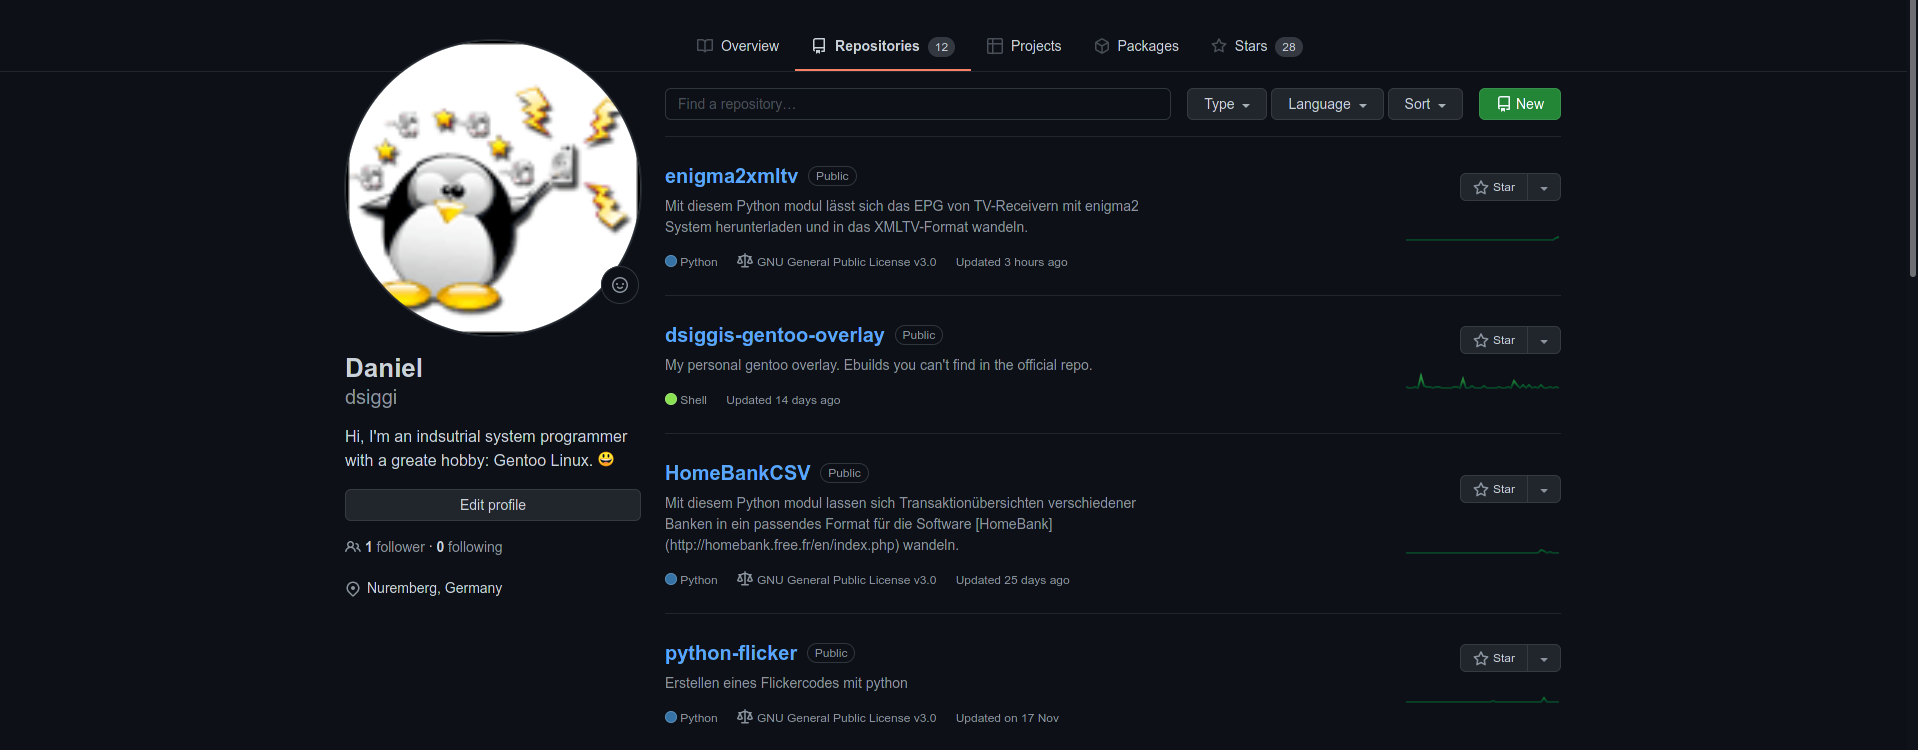 Overview Repositories 12 Projects Packages Stars 28
Find a repository…
Type Language Sort New
enigma2xmltv Public
Star
Mit diesem Python modul lässt sich das EPG von TV-Receivern mit enigma2
System herunterladen und in das XMLTV-Format wandeln.
Python GNU General Public License v3.0 Updated 3 hours ago
dsiggis-gentoo-overlay Public
Star
My personal gentoo overlay. Ebuilds you can't find in the official repo.
Shell Updated 14 days ago
HomeBankCSV Public
Star
Mit diesem Python modul lassen sich Transaktionübersichten verschiedener
Banken in ein passendes Format für die Software [HomeBank]
(http://homebank.free.fr/en/index.php) wandeln.
Python GNU General Public License v3.0 Updated 25 days ago
python-flicker Public
Star
Erstellen eines Flickercodes mit python
Python GNU General Public License v3.0 Updated on 17 Nov
Daniel
dsiggi
Hi, I'm an indsutrial system programmer
with a greate hobby: Gentoo Linux. 😃
Edit profile
1 follower · 0 following
Nuremberg, Germany